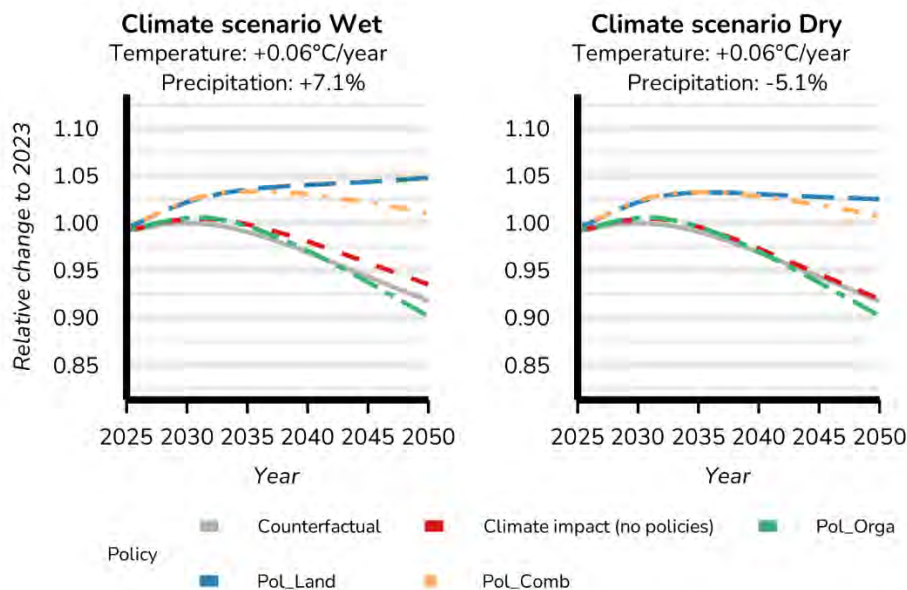 Climate scenario Wet
Temperature: +0.06°C/year
Precipitation: +7.1%
Climate scenario Dry
Temperature: +0.06°C/year
Precipitation: -5.1%
Relative change to 2023
1.10
1.05
1.00
0.95
0.90
0.85
2025 2030 2035 2040 2045 2050
Year
1.10
1.05
1.00
0.95
0.90
0.85
2025 2030 2035 2040 2045 2050
Year
Policy
Counterfactual
Climate impact (no policies)
Pol_Orga
Pol_Land
Pol_Comb